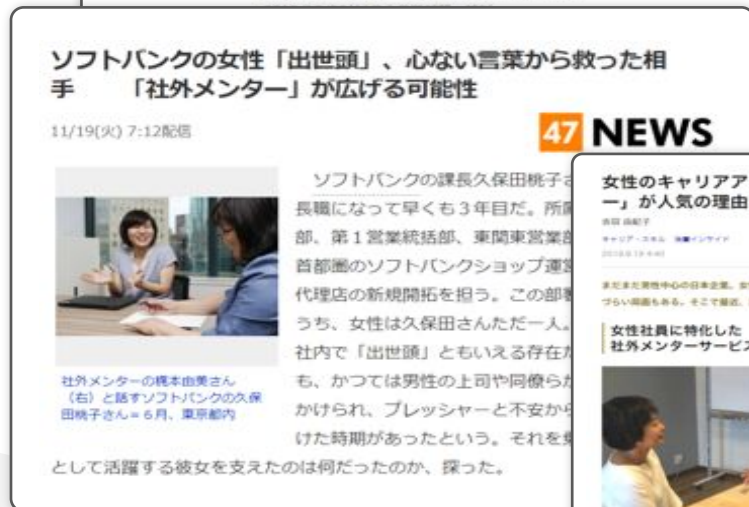 ソフトバンクの女性「出世頭」、心ない言葉から救った相
手　　「社外メンター」が広げる可能性
11/19(火) 7:12配信
47 NEWS
ソフトバンクの課長久保田桃子
長職になって早くも３年目だ。所
部、第１営業統括部、東関東営業部
首都圏のソフトバンクショップ運営
代理店の新規開拓を担う。この部
うち、女性は久保田さんただ一人。
社内で「出世頭」ともいえる存在
も、かつては男性の上司や同僚ら
かけられ、プレッシャーと不安から
けた時期があったという。それを
として活躍する彼女を支えたのは何だったのか、探った。
社外メンターの梶本由美さん
（右）と話すソフトバンクの久保
田桃子さん＝６月、東京都内
女性のキャリアア
ー」が人気の理由
女性社員に特化した
社外メンターサービス